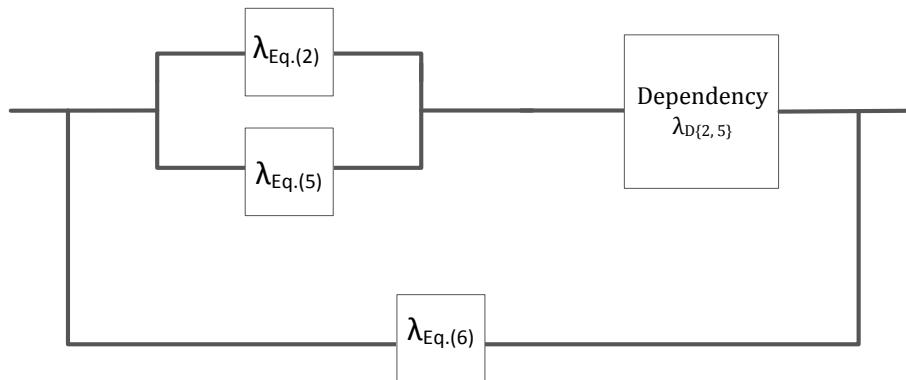 λEq.(2)
Dependency
λD{2, 5}
λEq.(5)
λEq.(6)